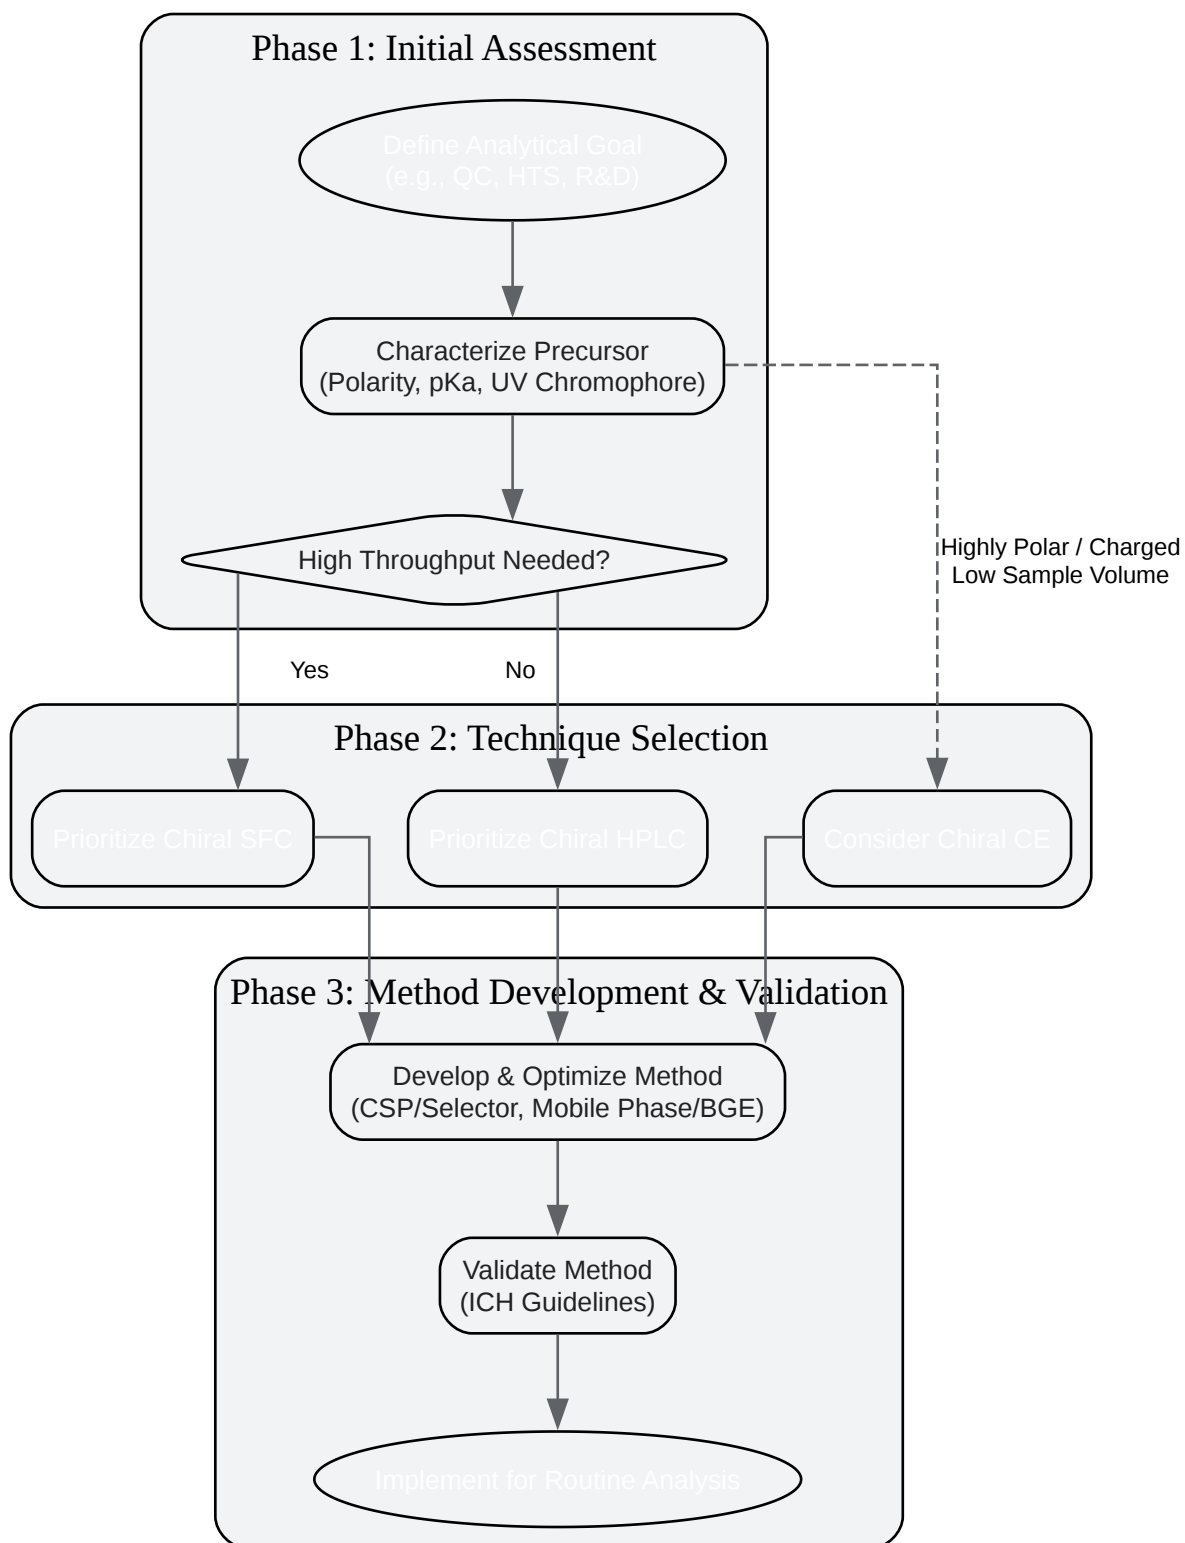 Phase 1: Initial Assessment
Define Analytical Goal
(e.g., QC, HTS, R&D)
Characterize Precursor
(Polarity, pKa, UV Chromophore)
High Throughput Needed?
Highly Polar / Charged
Low Sample Volume
Yes
No
Phase 2: Technique Selection
Prioritize Chiral SFC
Prioritize Chiral HPLC
Consider Chiral CE
Phase 3: Method Development & Validation
Develop & Optimize Method
(CSP/Selector, Mobile Phase/BGE)
Validate Method
(ICH Guidelines)
Implement for Routine Analysis